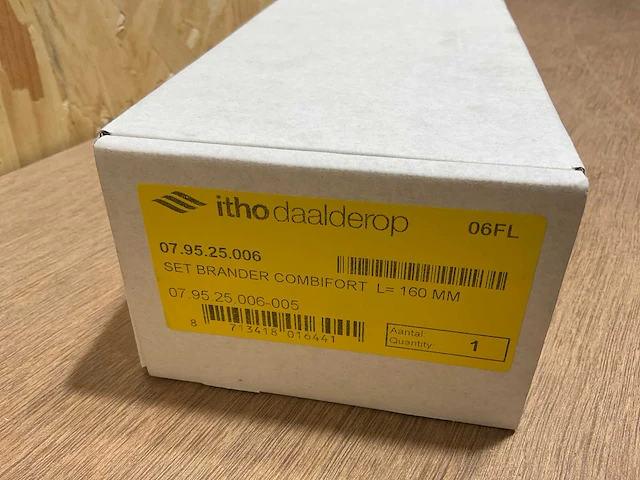 itho daalderop
06FL
07.95.25.006
SET BRANDER COMBIFORT L= 160 MM
07.95.25.006-005
8 713418 016441
Aantal:
Quantity: 1